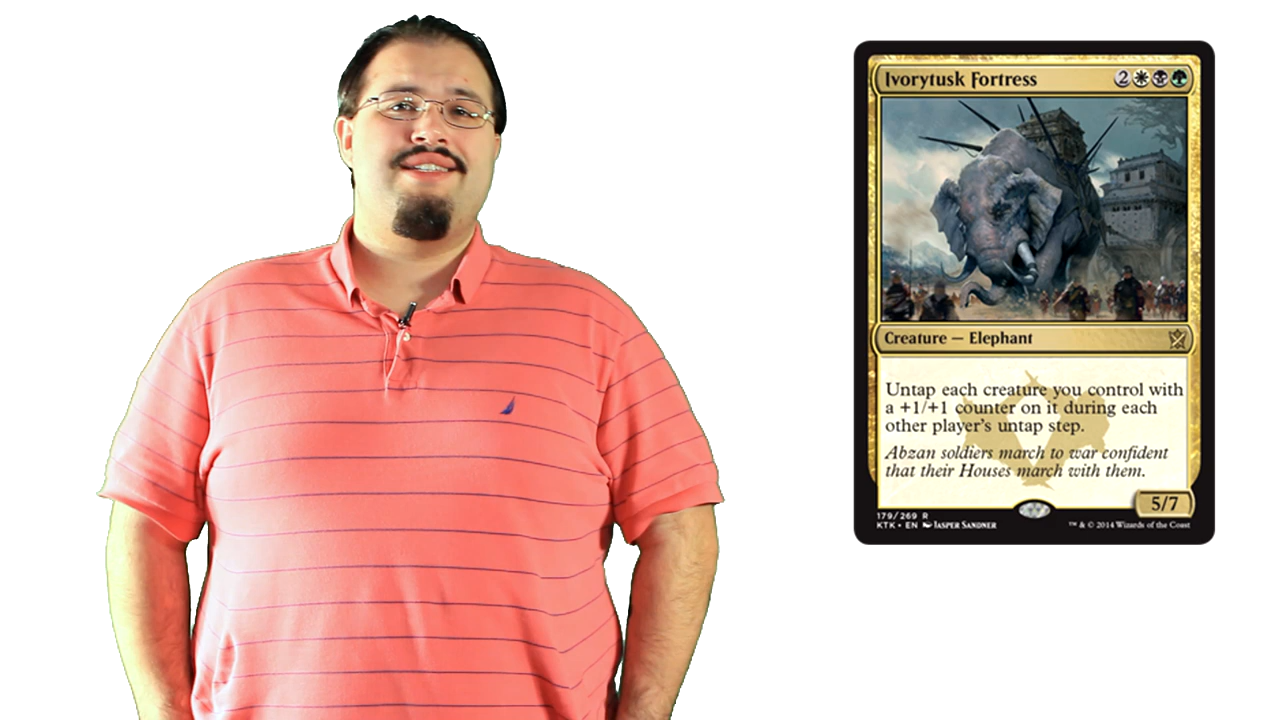 Ivorytusk Fortress 2
Creature — Elephant
Untap each creature you control with
a +1/+1 counter on it during each
other player's untap step.
Abzan soldiers march to war confident
that their Houses march with them.
5/7
179/269 R
KTK • EN Jasper Sandner
™ & © 2014 Wizards of the Coast